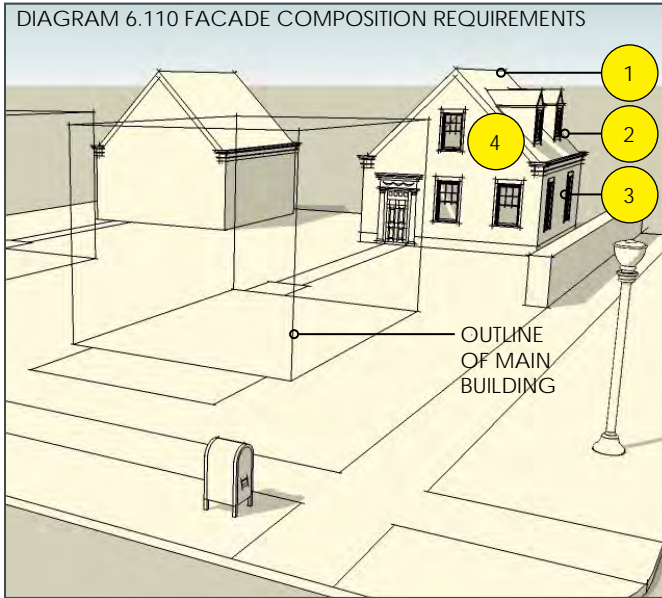 DIAGRAM 6.110 FACADE COMPOSITION REQUIREMENTS
1
2
4
3
OUTLINE
OF MAIN
BUILDING